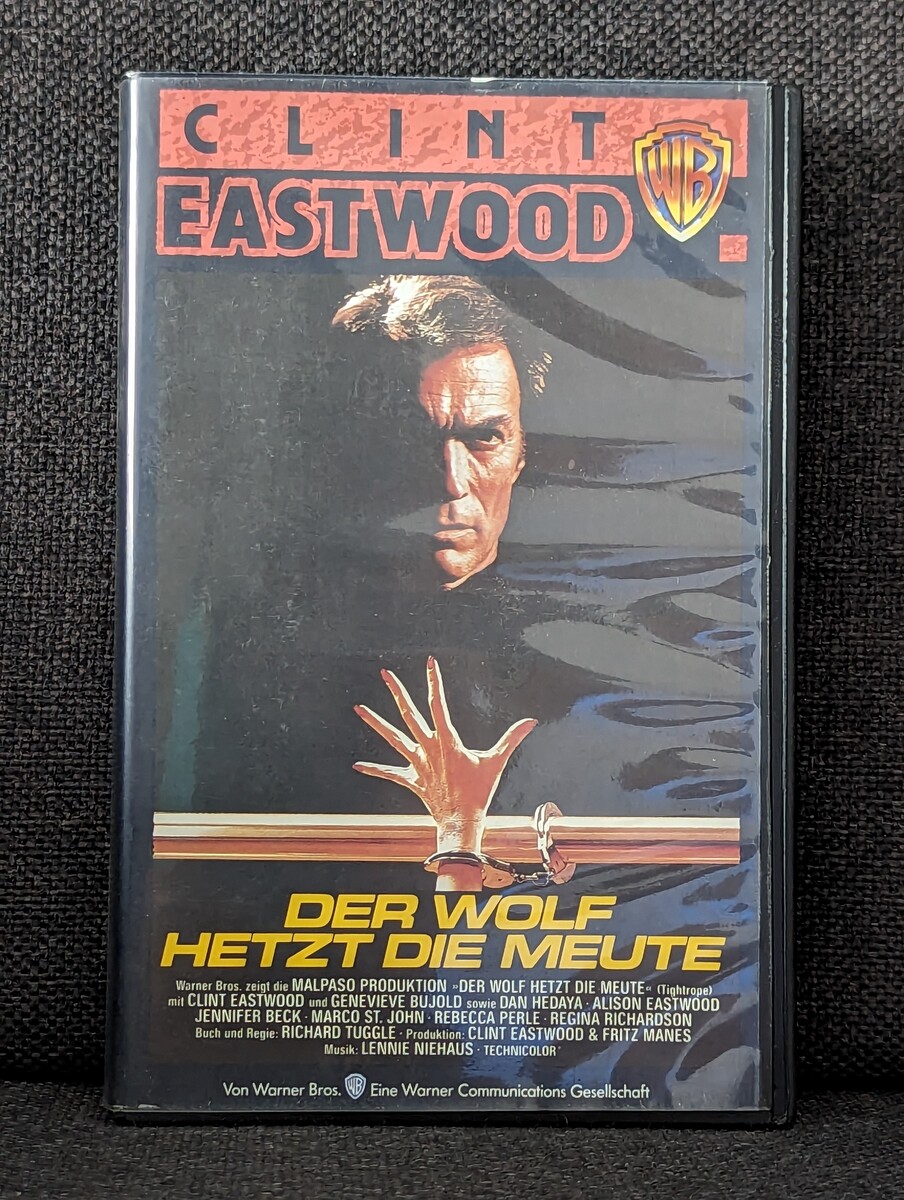 CLINT
EASTWOOD
WB
DER WOLF
HETZT DIE MEUTE
Warner Bros. zeigt die MALPASO PRODUKTION »DER WOLF HETZT DIE MEUTE« (Tightrope)
mit CLINT EASTWOOD und GENEVIEVE BUJOLD sowie DAN HEDAYA · ALISON EASTWOOD
JENNIFER BECK · MARCO ST. JOHN · REBECCA PERLE · REGINA RICHARDSON
Buch und Regie: RICHARD TUGGLE · Produktion: CLINT EASTWOOD & FRITZ MANES
Musik: LENNIE NIEHAUS · TECHNICOLOR®
Von Warner Bros. WB Eine Warner Communications Gesellschaft